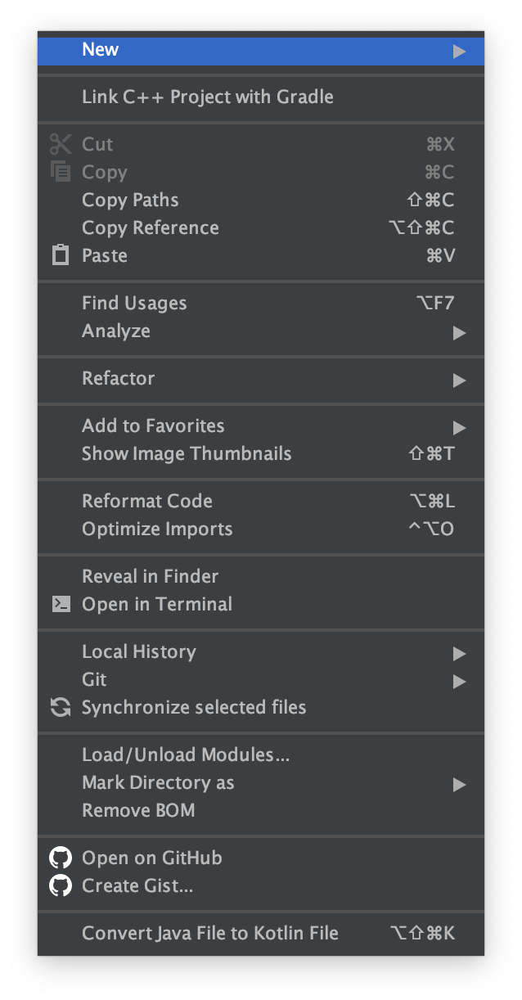 New
Link C++ Project with Gradle
Cut ⌘X
Copy ⌘C
Copy Paths ⇧⌘C
Copy Reference ⌥⇧⌘C
Paste ⌘V
Find Usages ⌥F7
Analyze
Refactor
Add to Favorites
Show Image Thumbnails ⇧⌘T
Reformat Code ⌥⌘L
Optimize Imports ^⌥O
Reveal in Finder
Open in Terminal
Local History
Git
Synchronize selected files
Load/Unload Modules...
Mark Directory as
Remove BOM
Open on GitHub
Create Gist...
Convert Java File to Kotlin File ⌥⇧⌘K